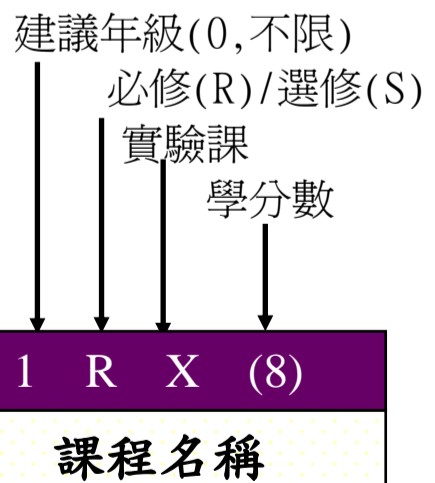 建議年級(0,不限)
必修(R)/選修(S)
實驗課
學分數
1 R X (8)
課程名稱